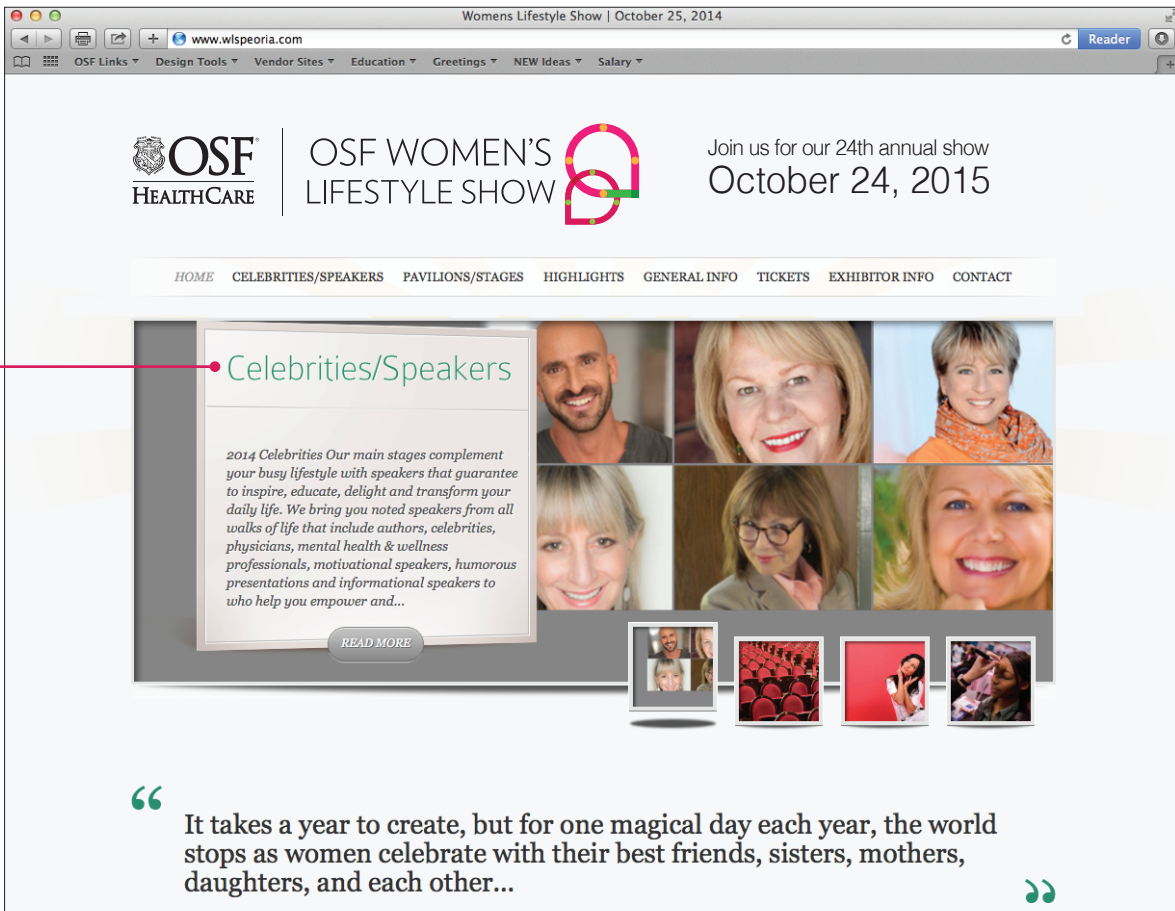 Womens Lifestyle Show | October 25, 2014
www.wlspeoria.com
Reader
OSF Links Design Tools Vendor Sites Education Greetings NEW Ideas Salary
OSF
HEALTHCARE
OSF WOMEN'S
LIFESTYLE SHOW
Join us for our 24th annual show
October 24, 2015
HOME CELEBRITIES/SPEAKERS PAVILIONS/STAGES HIGHLIGHTS GENERAL INFO TICKETS EXHIBITOR INFO CONTACT
Celebrities/Speakers
2014 Celebrities Our main stages complement
your busy lifestyle with speakers that guarantee
to inspire, educate, delight and transform your
daily life. We bring you noted speakers from all
walks of life that include authors, celebrities,
physicians, mental health & wellness
professionals, motivational speakers, humorous
presentations and informational speakers to
who help you empower and...
READ MORE
“
It takes a year to create, but for one magical day each year, the world
stops as women celebrate with their best friends, sisters, mothers,
daughters, and each other...
”